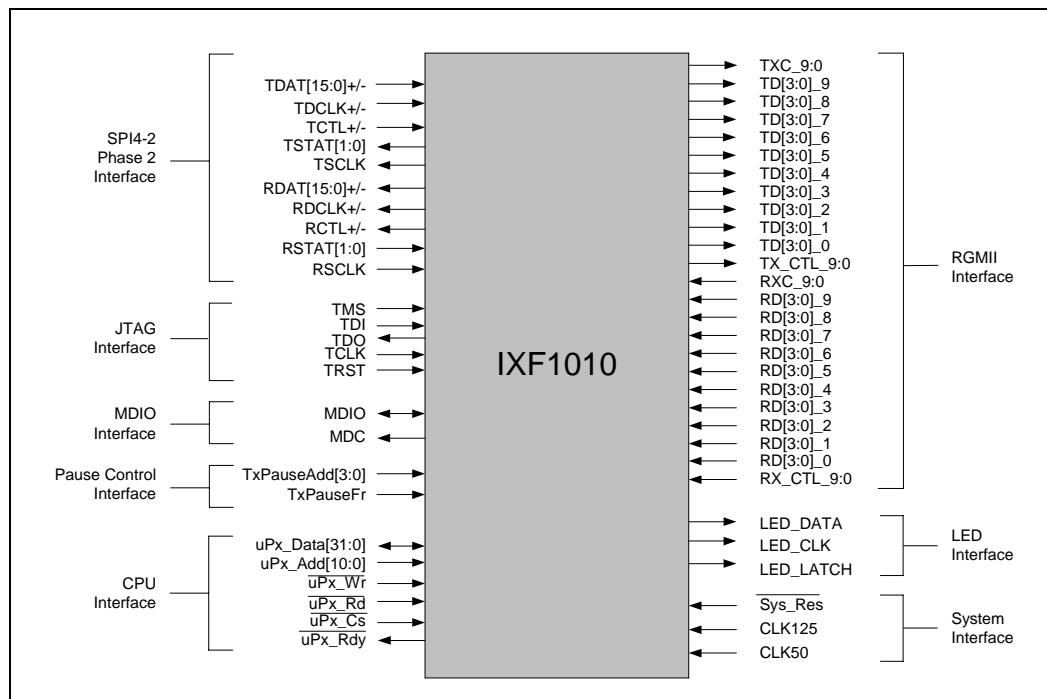 SPI4-2
Phase 2
Interface
TDAT[15:0]+/-
TDCLK+/-
TCTL+/-
TSTAT[1:0]
TSCLK
RDAT[15:0]+/-
RDCLK+/-
RCTL+/-
RSTAT[1:0]
RSCLK
JTAG
Interface
TMS
TDI
TDO
TCLK
TRST
MDIO
Interface
MDIO
MDC
Pause Control
Interface
TxPauseAdd[3:0]
TxPauseFr
CPU
Interface
uPx_Data[31:0]
uPx_Add[10:0]
uPx_Wr
uPx_Rd
uPx_Cs
uPx_Rdy
IXF1010
TXC_9:0
TD[3:0]_9
TD[3:0]_8
TD[3:0]_7
TD[3:0]_6
TD[3:0]_5
TD[3:0]_4
TD[3:0]_3
TD[3:0]_2
TD[3:0]_1
TD[3:0]_0
TX_CTL_9:0
RXC_9:0
RD[3:0]_9
RD[3:0]_8
RD[3:0]_7
RD[3:0]_6
RD[3:0]_5
RD[3:0]_4
RD[3:0]_3
RD[3:0]_2
RD[3:0]_1
RD[3:0]_0
RX_CTL_9:0
RGMII
Interface
LED_DATA
LED_CLK
LED_LATCH
LED
Interface
Sys_Res
CLK125
CLK50
System
Interface